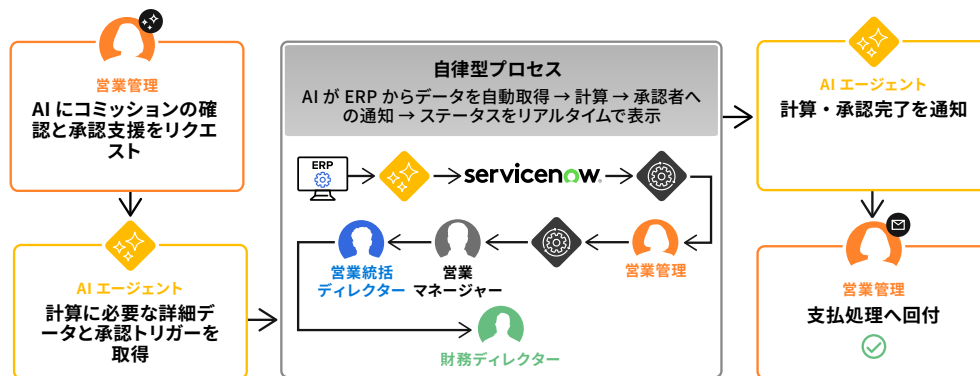 営業管理
AI にコミッションの確
認と承認支援をリクエ
スト
AI エージェント
計算に必要な詳細デ
ータと承認トリガーを
取得
自律型プロセス
AI が ERP からデータを自動取得 → 計算 → 承認者へ
の通知 → ステータスをリアルタイムで表示
ERP
servicenow
営業管理
営業
マネージャー
営業統括
ディレクター
財務ディレクター
AI エージェント
計算・承認完了を通知
営業管理
支払処理へ回付